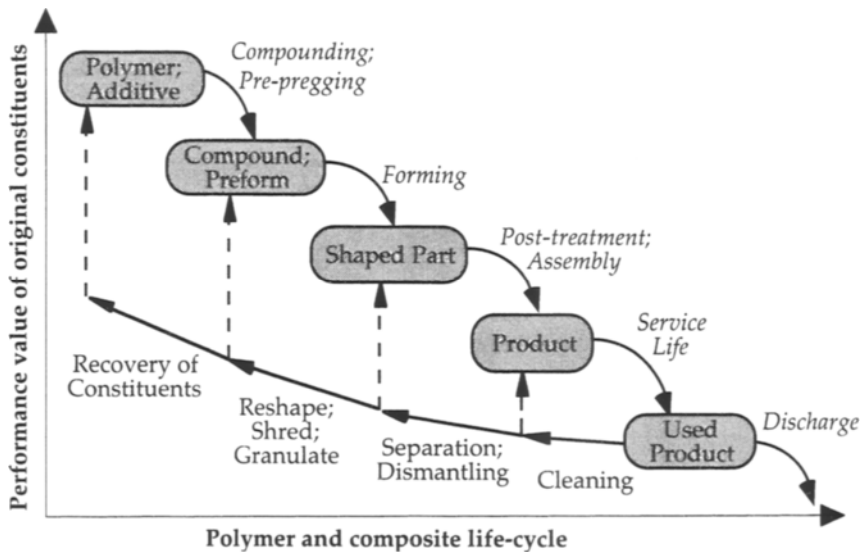 Performance value of original constituents
Polymer;
Additive
Compounding;
Pre-pregging
Compound;
Preform
Forming
Shaped Part
Post-treatment;
Assembly
Product
Service
Life
Used
Product
Discharge
Recovery of
Constituents
Reshape;
Shred;
Granulate
Separation;
Dismantling
Cleaning
Polymer and composite life-cycle